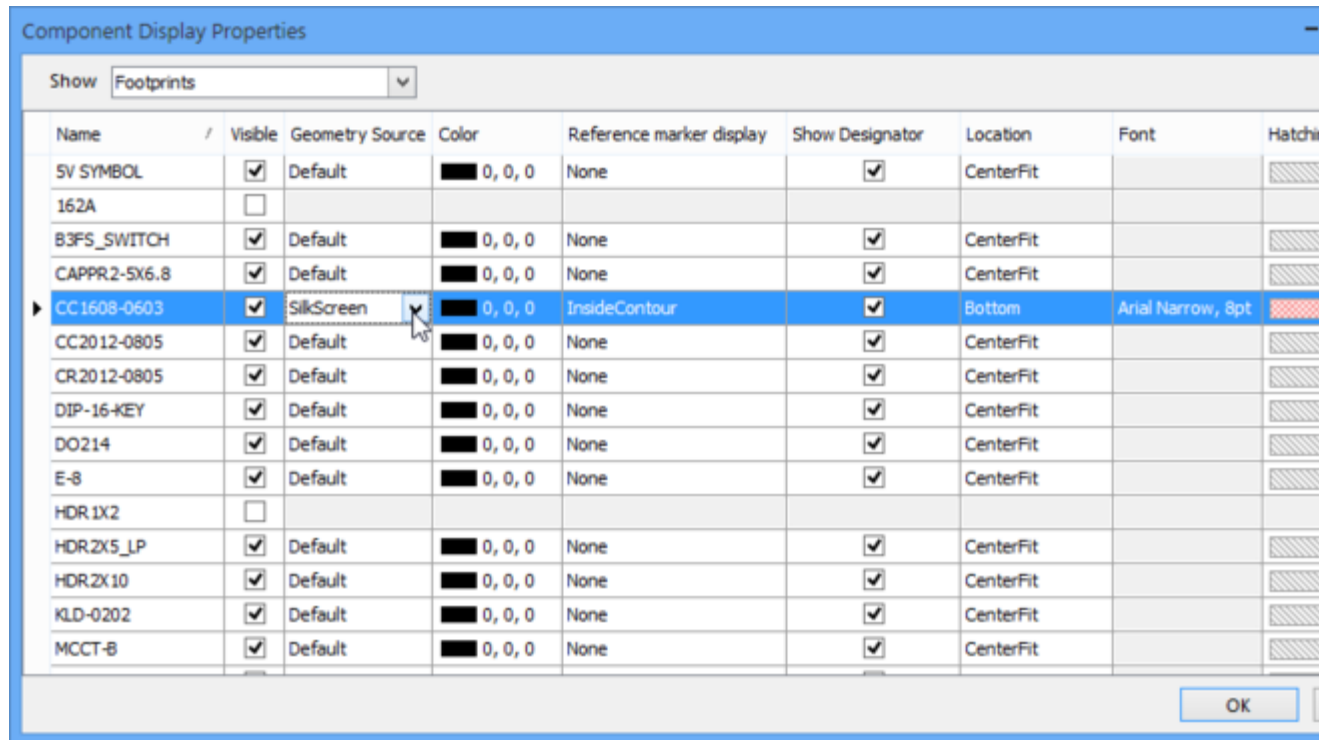 Component Display Properties
Show Footprints
Name / Visible Geometry Source Color Reference marker display Show Designator Location Font Hatchin
5V SYMBOL Default 0, 0, 0 None CenterFit
162A
B3FS_SWITCH Default 0, 0, 0 None CenterFit
CAPPR2-5X6.8 Default 0, 0, 0 None CenterFit
CC1608-0603 SilkScreen 0, 0, 0 InsideContour Bottom Arial Narrow, 8pt
CC2012-0805 Default 0, 0, 0 None CenterFit
CR2012-0805 Default 0, 0, 0 None CenterFit
DIP-16-KEY Default 0, 0, 0 None CenterFit
DO214 Default 0, 0, 0 None CenterFit
E-8 Default 0, 0, 0 None CenterFit
HDR1X2
HDR2X5_LP Default 0, 0, 0 None CenterFit
HDR2X10 Default 0, 0, 0 None CenterFit
KLD-0202 Default 0, 0, 0 None CenterFit
MCCT-B Default 0, 0, 0 None CenterFit
OK